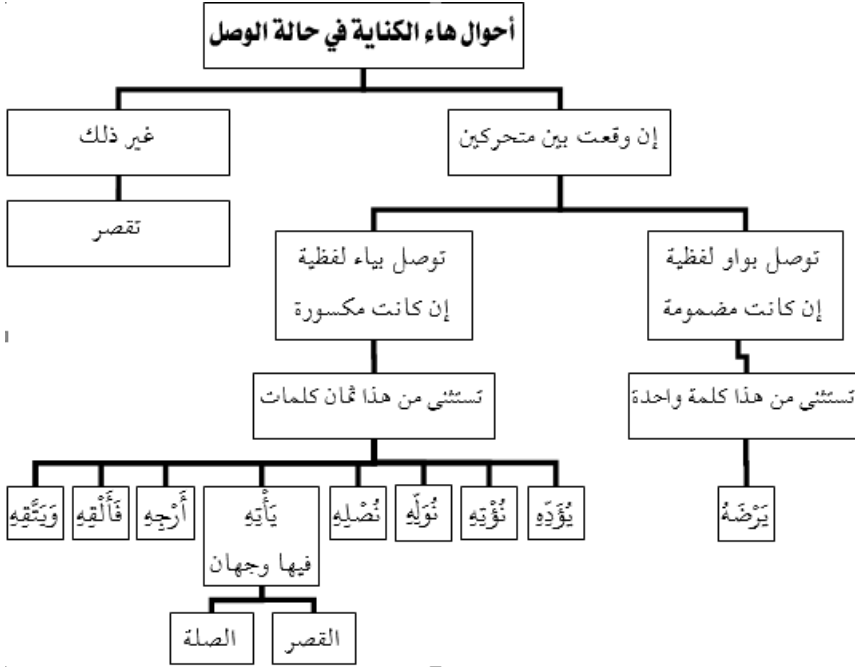 أحوال هاء الكناية في حالة الوصل
إن وقعت بين متحركين
غير ذلك
توصل بواو لفظية
إن كانت مضمومة
توصل بياء لفظية
إن كانت مكسورة
تقصر
تستثنى من هذا كلمة واحدة
تستثنى من هذا ثمان كلمات
يَرْضَهُ
يُؤَدِّهِ
نُؤْتِهِ
نُوَلِّهِ
نُصْلِهِ
يَأْتِهِ
فيها وجهان
أَرْجِهِ
فَأَلْقِهِ
وَيَتَّقِهِ
القصر
الصلة